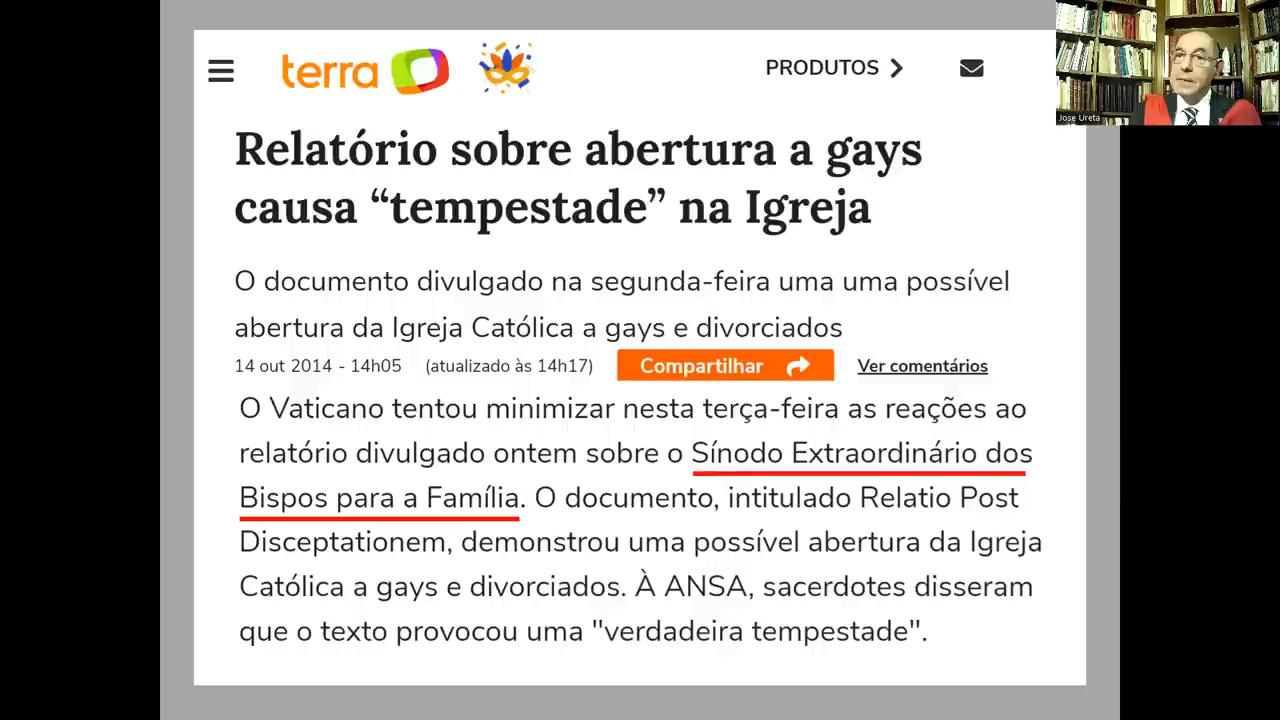 terra
PRODUTOS
Jose Ureta
Relatório sobre abertura a gays
causa “tempestade” na Igreja
O documento divulgado na segunda-feira uma uma possível
abertura da Igreja Católica a gays e divorciados
14 out 2014 - 14h05 (atualizado às 14h17) Compartilhar Ver comentários
O Vaticano tentou minimizar nesta terça-feira as reações ao
relatório divulgado ontem sobre o Sínodo Extraordinário dos
Bispos para a Família. O documento, intitulado Relatio Post
Disceptationem, demonstrou uma possível abertura da Igreja
Católica a gays e divorciados. À ANSA, sacerdotes disseram
que o texto provocou uma "verdadeira tempestade".